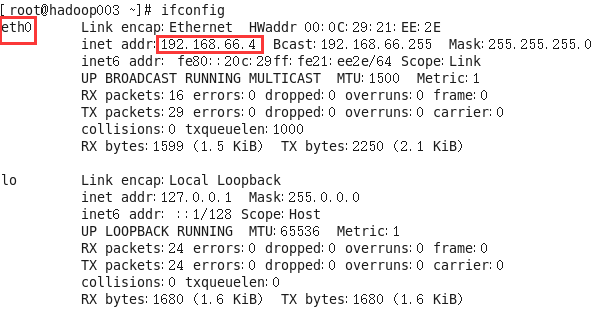 [root@hadoop003 ~]# ifconfig
eth0 Link encap:Ethernet HWaddr 00:0C:29:21:EE:2E
inet addr:192.168.66.4 Bcast:192.168.66.255 Mask:255.255.255.0
inet6 addr: fe80::20c:29ff:fe21:ee2e/64 Scope:Link
UP BROADCAST RUNNING MULTICAST MTU:1500 Metric:1
RX packets:16 errors:0 dropped:0 overruns:0 frame:0
TX packets:29 errors:0 dropped:0 overruns:0 carrier:0
collisions:0 txqueuelen:1000
RX bytes:1599 (1.5 KiB) TX bytes:2250 (2.1 KiB)
lo Link encap:Local Loopback
inet addr:127.0.0.1 Mask:255.0.0.0
inet6 addr: ::1/128 Scope:Host
UP LOOPBACK RUNNING MTU:65536 Metric:1
RX packets:24 errors:0 dropped:0 overruns:0 frame:0
TX packets:24 errors:0 dropped:0 overruns:0 carrier:0
collisions:0 txqueuelen:0
RX bytes:1680 (1.6 KiB) TX bytes:1680 (1.6 KiB)